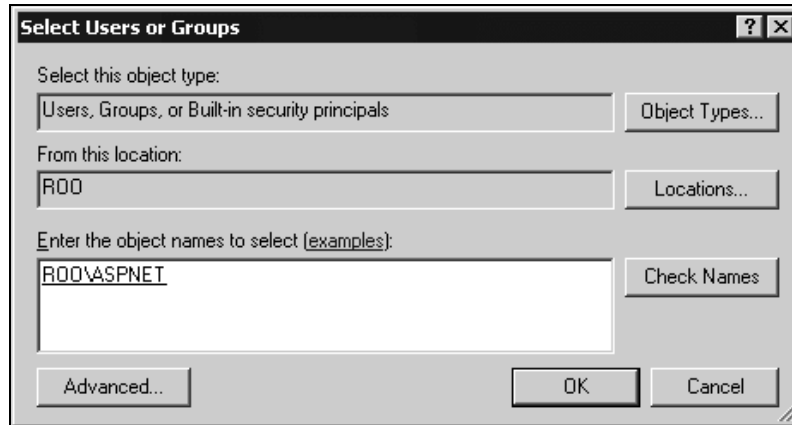 Select Users or Groups
Select this object type:
Users, Groups, or Built-in security principals
Object Types...
From this location:
ROO
Locations...
Enter the object names to select (examples):
ROO\ASPNET
Check Names
Advanced...
OK
Cancel